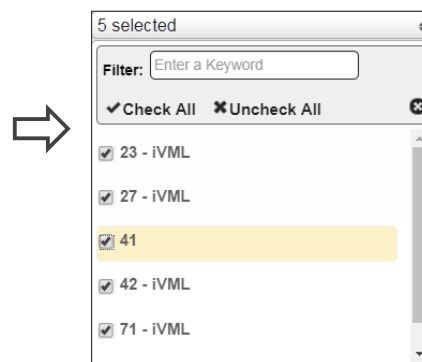 5 selected
Filter: Enter a Keyword
Check All Uncheck All
23 - iVML
27 - iVML
41
42 - iVML
71 - iVML